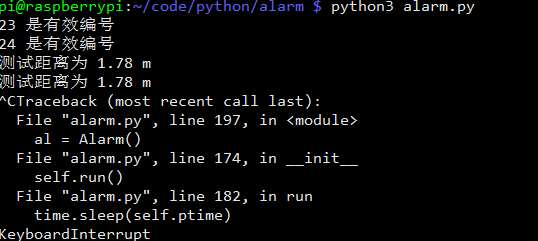 pi@raspberrypi:~/code/python/alarm $ python3 alarm.py
23 是有效编号
24 是有效编号
测试距离为 1.78 m
测试距离为 1.78 m
^CTraceback (most recent call last):
  File "alarm.py", line 197, in <module>
    al = Alarm()
  File "alarm.py", line 174, in __init__
    self.run()
  File "alarm.py", line 182, in run
    time.sleep(self.ptime)
KeyboardInterrupt